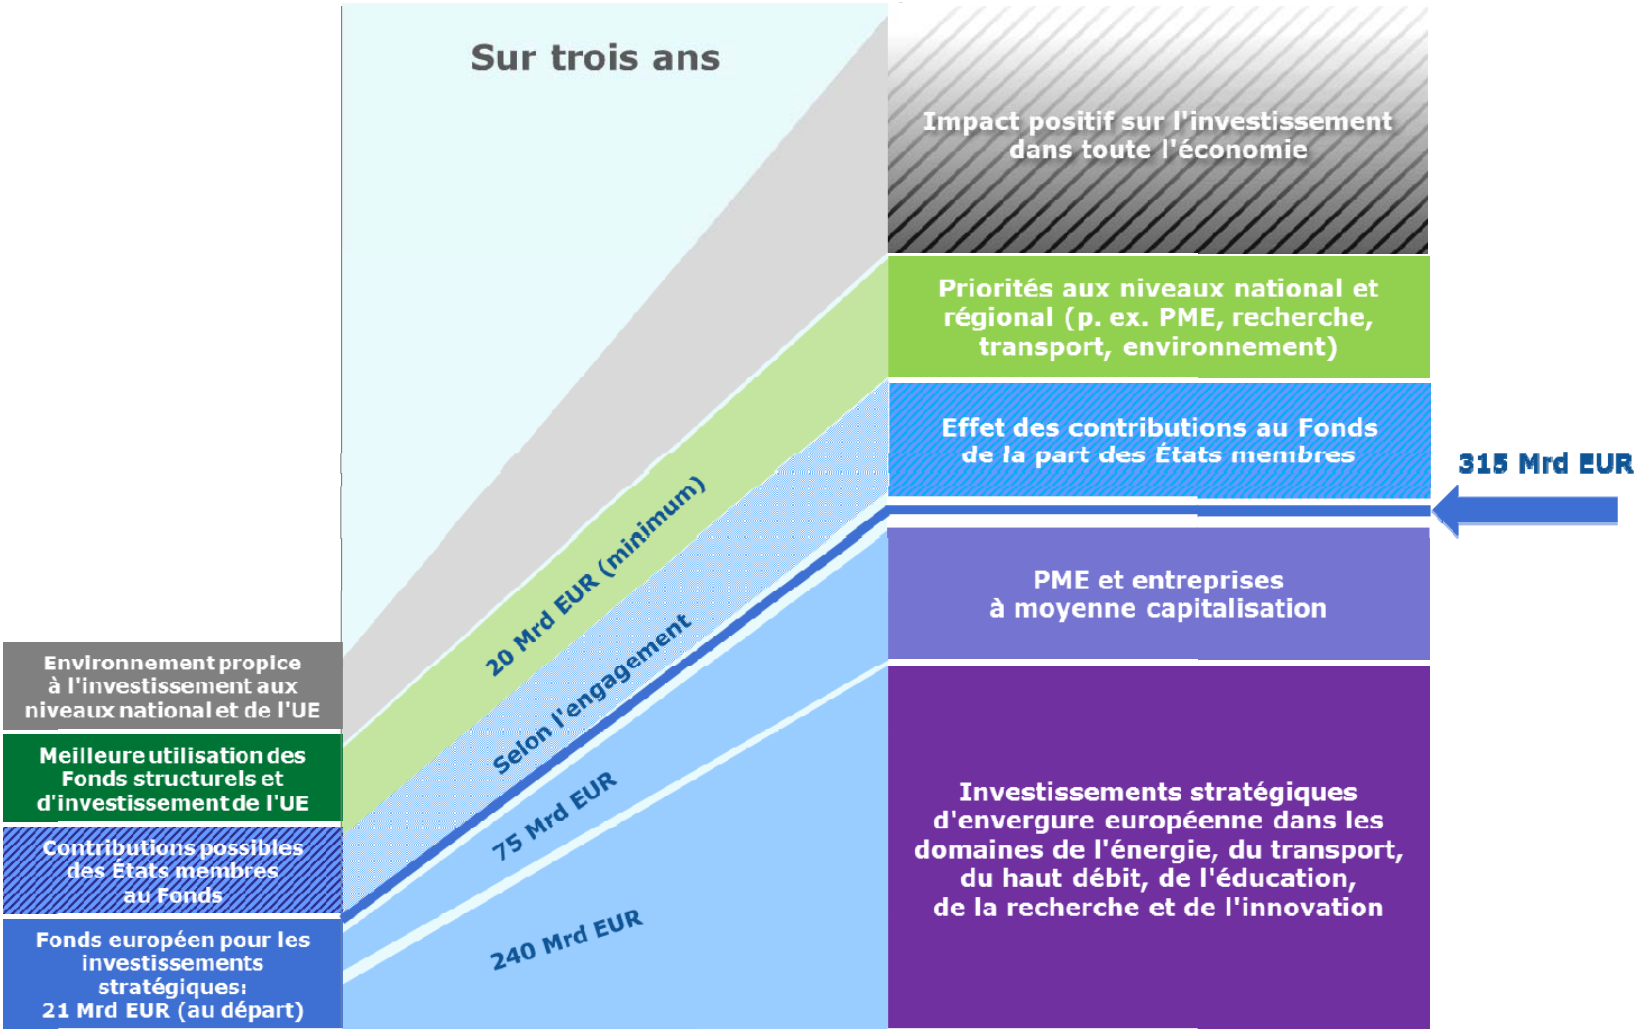 Sur trois ans
Impact positif sur l'investissement
dans toute l'économie
Priorités aux niveaux national et
régional (p. ex. PME, recherche,
transport, environnement)
Effet des contributions au Fonds
de la part des États membres
315 Mrd EUR
PME et entreprises
à moyenne capitalisation
Investissements stratégiques
d'envergure européenne dans les
domaines de l'énergie, du transport,
du haut débit, de l'éducation,
de la recherche et de l'innovation
20 Mrd EUR (minimum)
Selon l'engagement
75 Mrd EUR
240 Mrd EUR
Environnement propice
à l'investissement aux
niveaux national et de l'UE
Meilleure utilisation des
Fonds structurels et
d'investissement de l'UE
Contributions possibles
des États membres
au Fonds
Fonds européen pour les
investissements
stratégiques:
21 Mrd EUR (au départ)